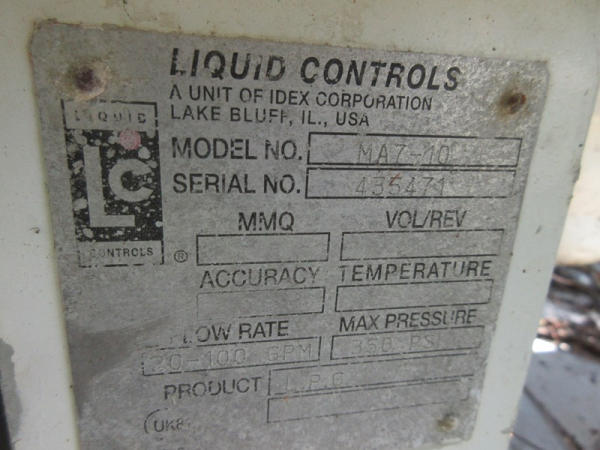 LIQUID CONTROLS
A UNIT OF IDEX CORPORATION
LAKE BLUFF, IL., USA
LIQUID
LC
CONTROLS
®
MODEL NO. MA7-10
SERIAL NO. 435471
MMQ VOL/REV
ACCURACY TEMPERATURE
FLOW RATE MAX PRESSURE
20-100 GPM 350 PSI
PRODUCT L.P.G